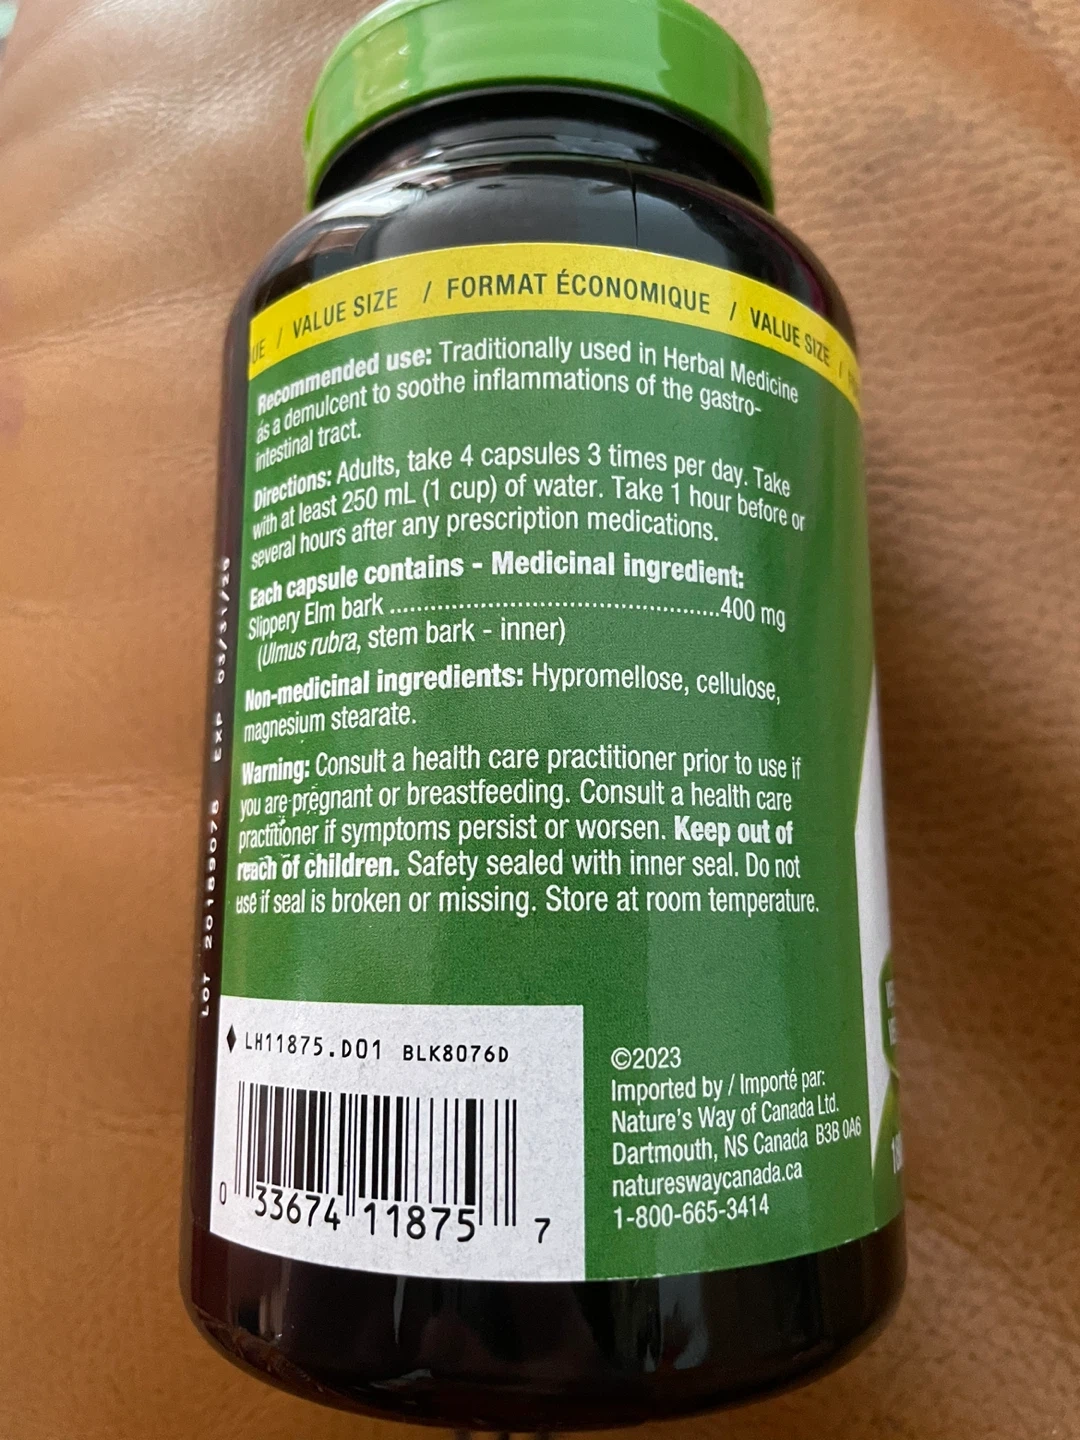 UE / VALUE SIZE / FORMAT ÉCONOMIQUE / VALUE SIZE /
Recommended use: Traditionally used in Herbal Medicine
as a demulcent to soothe inflammations of the gastro-
intestinal tract.
Directions: Adults, take 4 capsules 3 times per day. Take
with at least 250 mL (1 cup) of water. Take 1 hour before or
several hours after any prescription medications.
Each capsule contains - Medicinal ingredient:
Slippery Elm bark ........................................................400 mg
(Ulmus rubra, stem bark - inner)
Non-medicinal ingredients: Hypromellose, cellulose,
magnesium stearate.
Warning: Consult a health care practitioner prior to use if
you are pregnant or breastfeeding. Consult a health care
practitioner if symptoms persist or worsen. Keep out of
reach of children. Safety sealed with inner seal. Do not
use if seal is broken or missing. Store at room temperature.
LOT 20189078 EXP 03/31/26
LH11875.D01 BLK8076D
0 33674 11875 7
©2023
Imported by / Importé par:
Nature's Way of Canada Ltd.
Dartmouth, NS Canada B3B 0A6
natureswaycanada.ca
1-800-665-3414